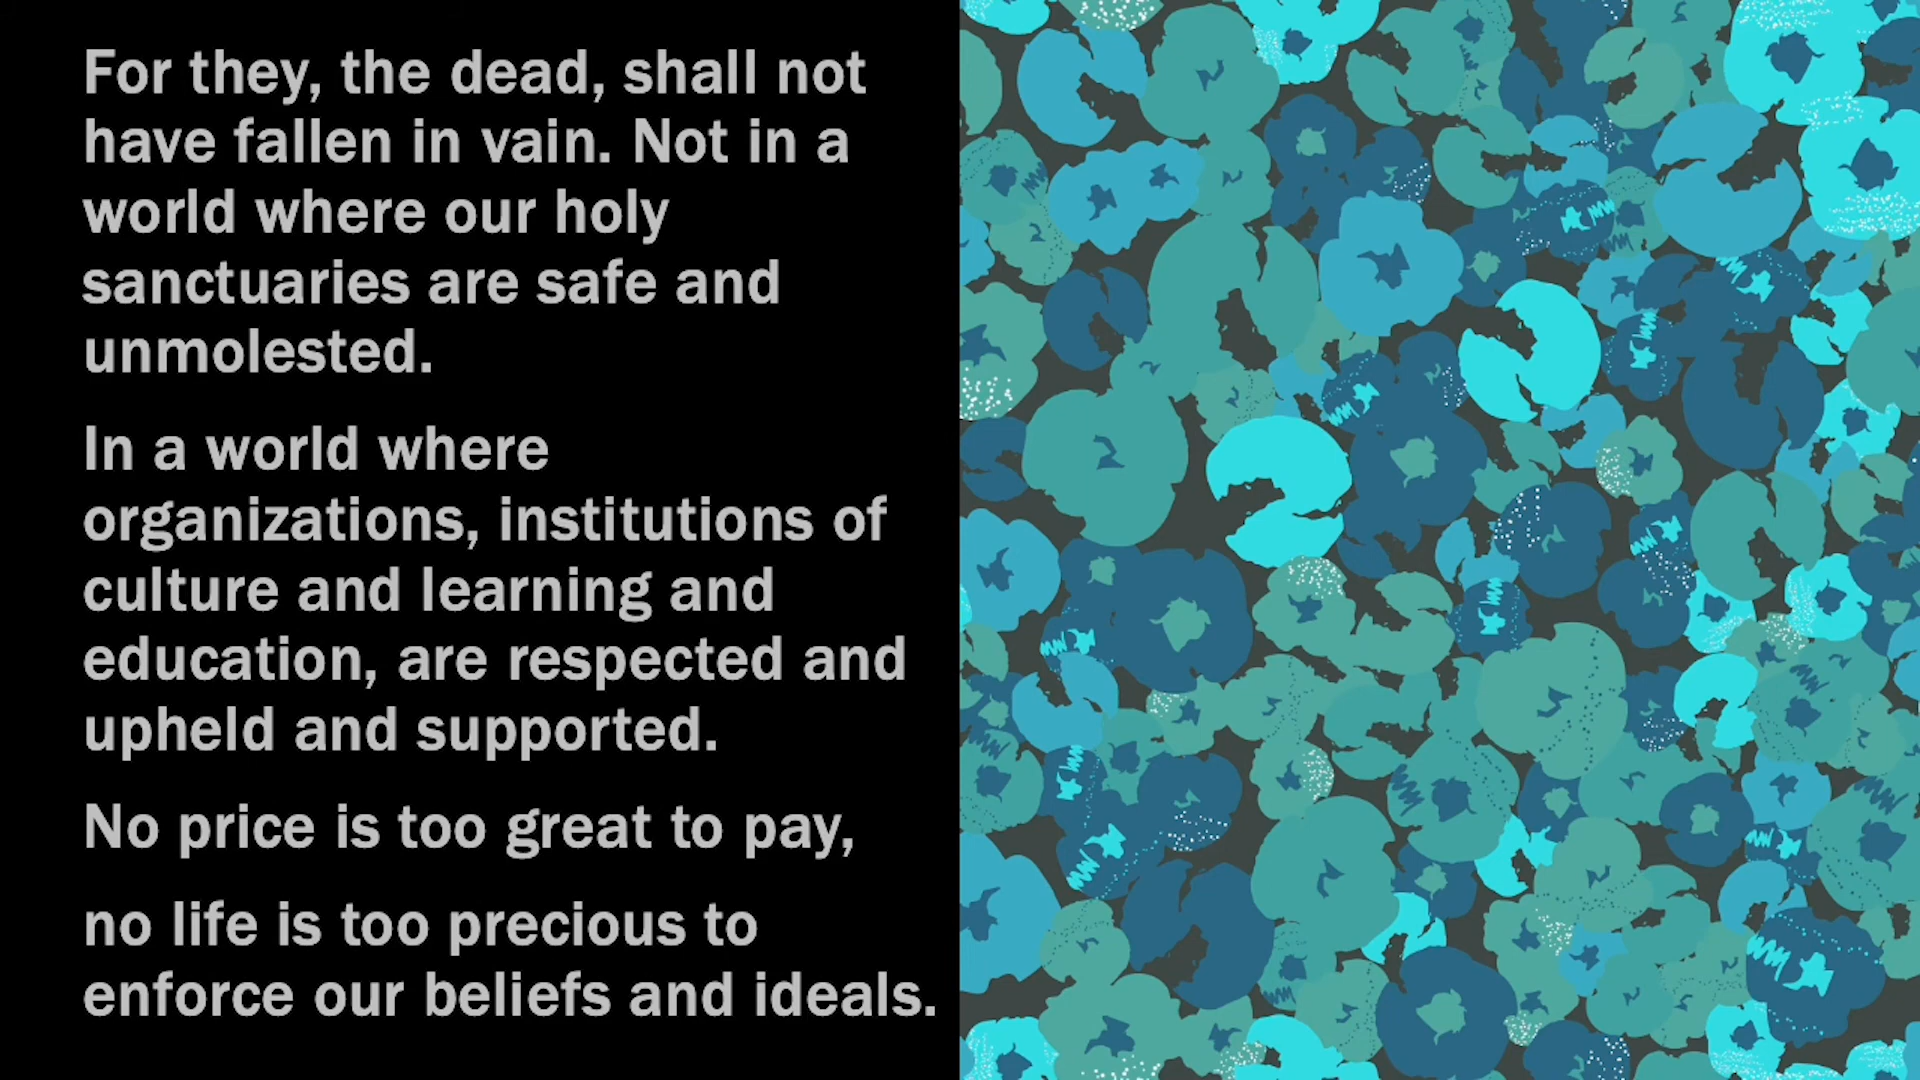 For they, the dead, shall not
have fallen in vain. Not in a
world where our holy
sanctuaries are safe and
unmolested.
In a world where
organizations, institutions of
culture and learning and
education, are respected and
upheld and supported.
No price is too great to pay,
no life is too precious to
enforce our beliefs and ideals.